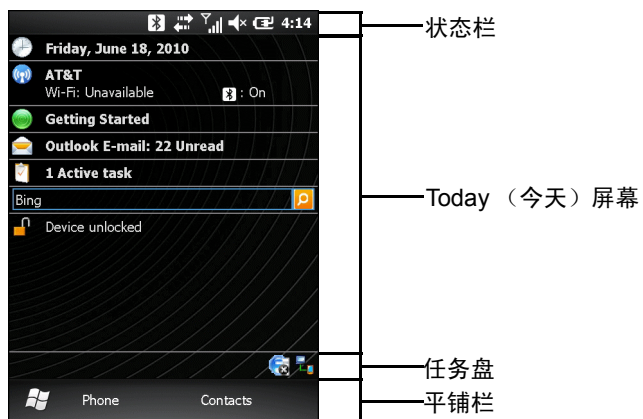 4:14
状态栏
Friday, June 18, 2010
AT&T
Wi-Fi: Unavailable : On
Getting Started
Outlook E-mail: 22 Unread
1 Active task
Bing
Today （今天）屏幕
Device unlocked
任务盘
Phone Contacts
平铺栏